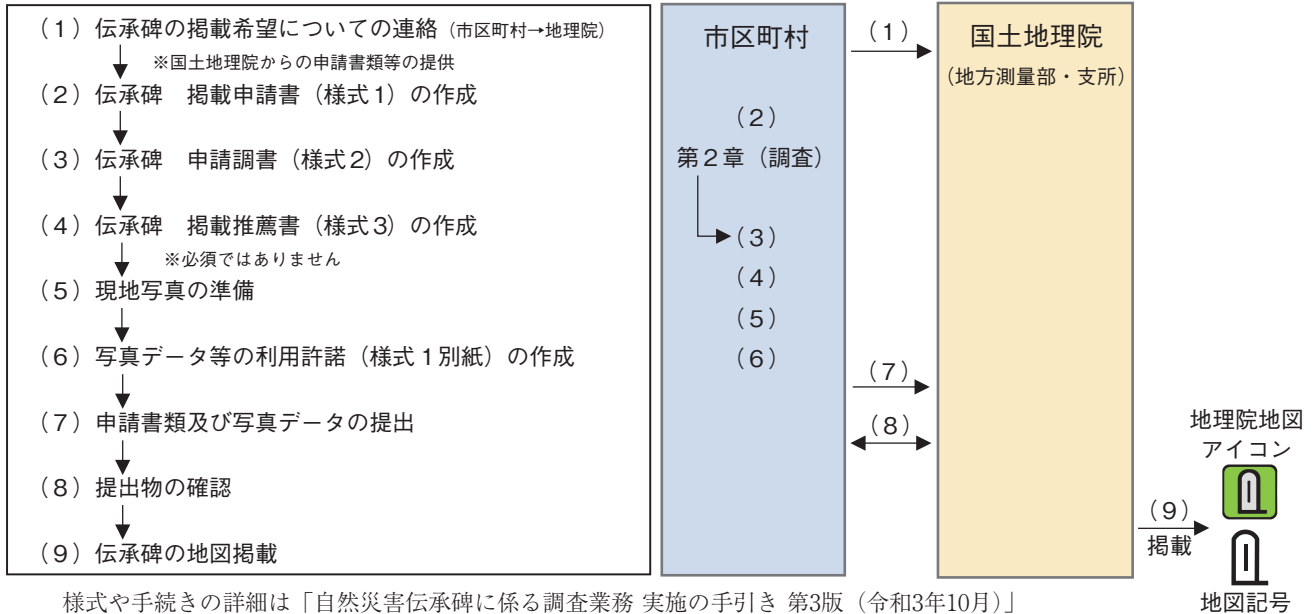 （1）伝承碑の掲載希望についての連絡（市区町村→地理院）
※国土地理院からの申請書類等の提供
（2）伝承碑　掲載申請書（様式1）の作成
（3）伝承碑　申請調書（様式2）の作成
（4）伝承碑　掲載推薦書（様式3）の作成
※必須ではありません
（5）現地写真の準備
（6）写真データ等の利用許諾（様式1別紙）の作成
（7）申請書類及び写真データの提出
（8）提出物の確認
（9）伝承碑の地図掲載
市区町村
（2）
第2章（調査）
（3）
（4）
（5）
（6）
（1）
（7）
（8）
国土地理院
（地方測量部・支所）
（9）
掲載
地理院地図
アイコン
地図記号
様式や手続きの詳細は「自然災害伝承碑に係る調査業務 実施の手引き 第3版（令和3年10月）」